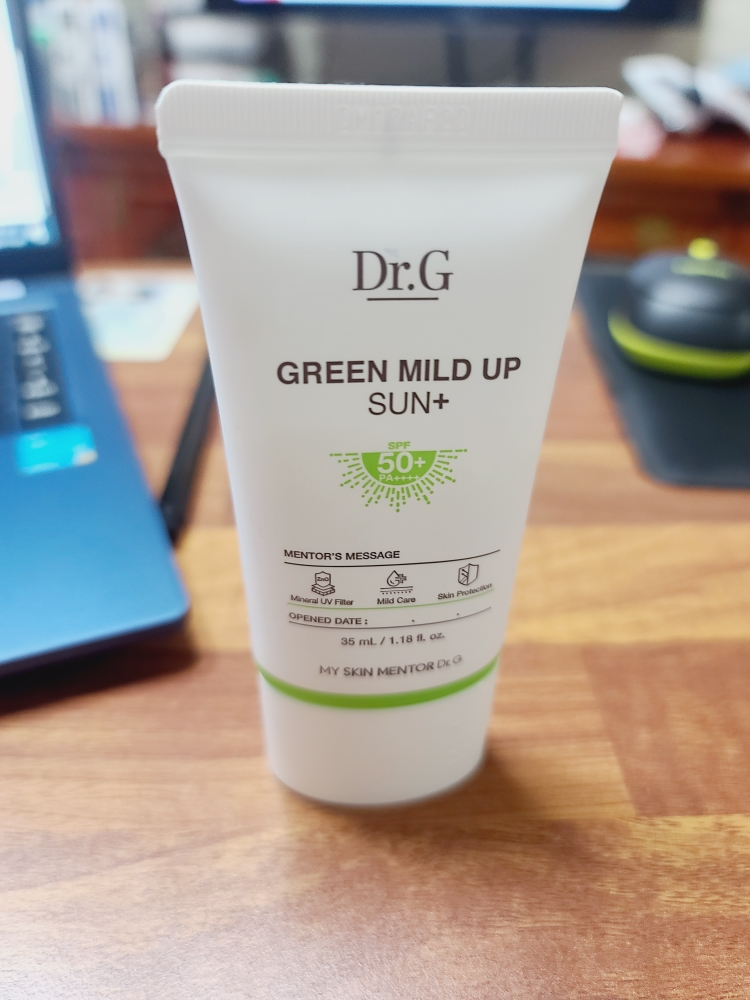 Dr.G
GREEN MILD UP
SUN+
SPF
50+
PA++++
MENTOR'S MESSAGE
ZnO
Mineral UV Filter
Mild Care
Skin Protection
OPENED DATE : . .
35 mL / 1.18 fl. oz.
MY SKIN MENTOR Dr.G